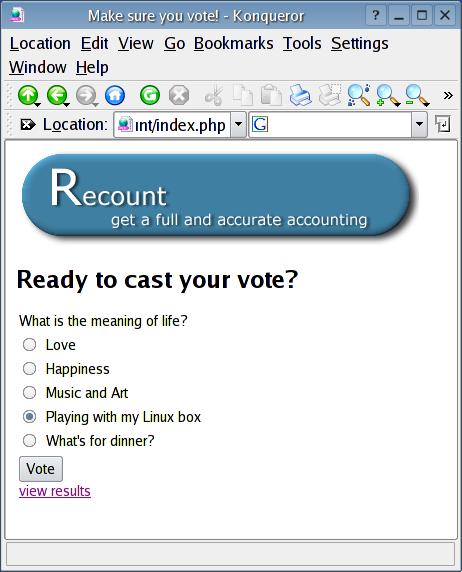 Make sure you vote! - Konqueror
Location Edit View Go Bookmarks Tools Settings
Window Help
Location: int/index.php
Recount
get a full and accurate accounting
Ready to cast your vote?
What is the meaning of life?
Love
Happiness
Music and Art
Playing with my Linux box
What's for dinner?
Vote
view results